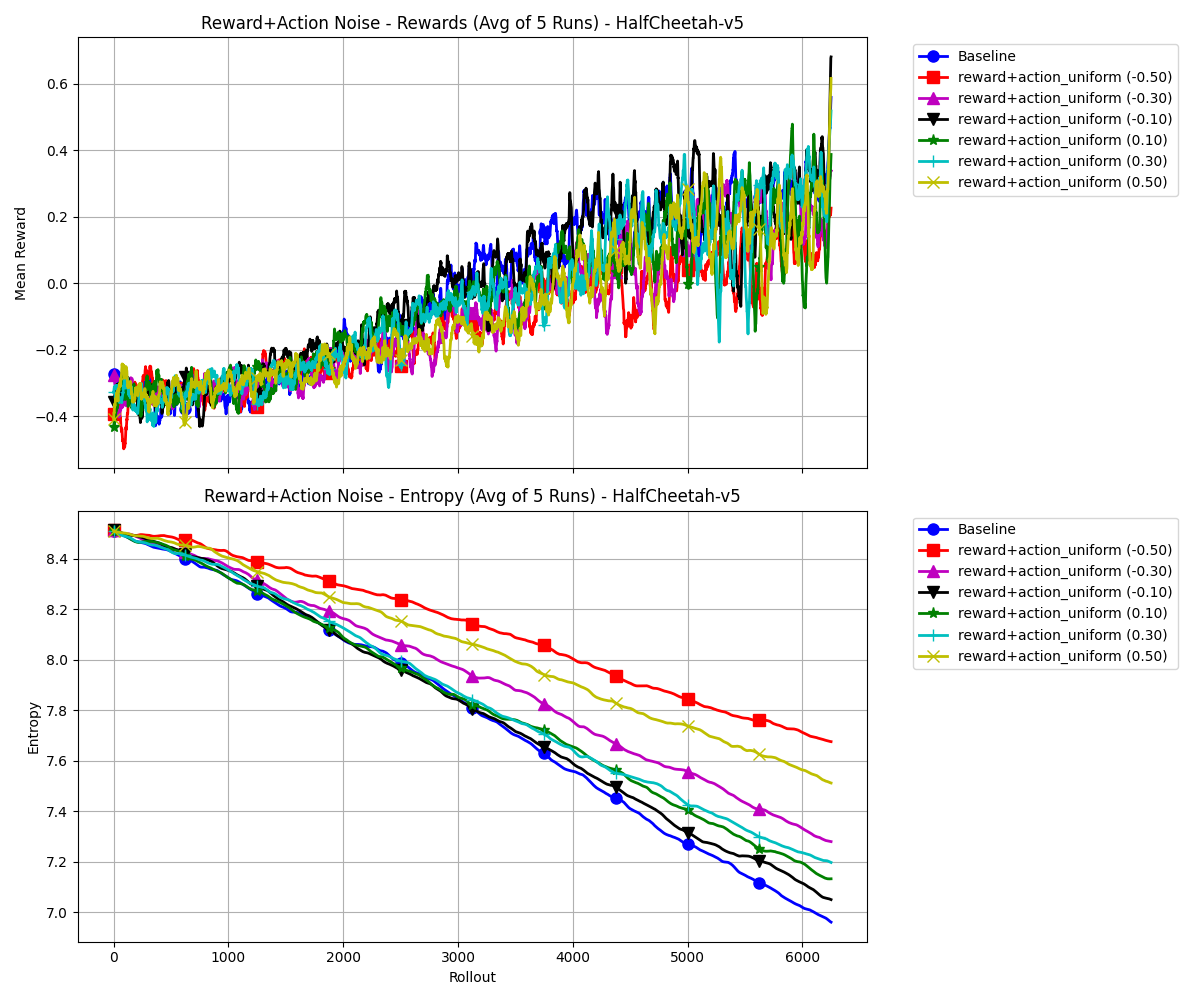 Reward+Action Noise - Rewards (Avg of 5 Runs) - HalfCheetah-v5
0.6
0.4
0.2
0.0
−0.2
−0.4
Mean Reward
Baseline
reward+action_uniform (-0.50)
reward+action_uniform (-0.30)
reward+action_uniform (-0.10)
reward+action_uniform (0.10)
reward+action_uniform (0.30)
reward+action_uniform (0.50)
Reward+Action Noise - Entropy (Avg of 5 Runs) - HalfCheetah-v5
8.4
8.2
8.0
7.8
7.6
7.4
7.2
7.0
Entropy
0 1000 2000 3000 4000 5000 6000
Rollout
Baseline
reward+action_uniform (-0.50)
reward+action_uniform (-0.30)
reward+action_uniform (-0.10)
reward+action_uniform (0.10)
reward+action_uniform (0.30)
reward+action_uniform (0.50)